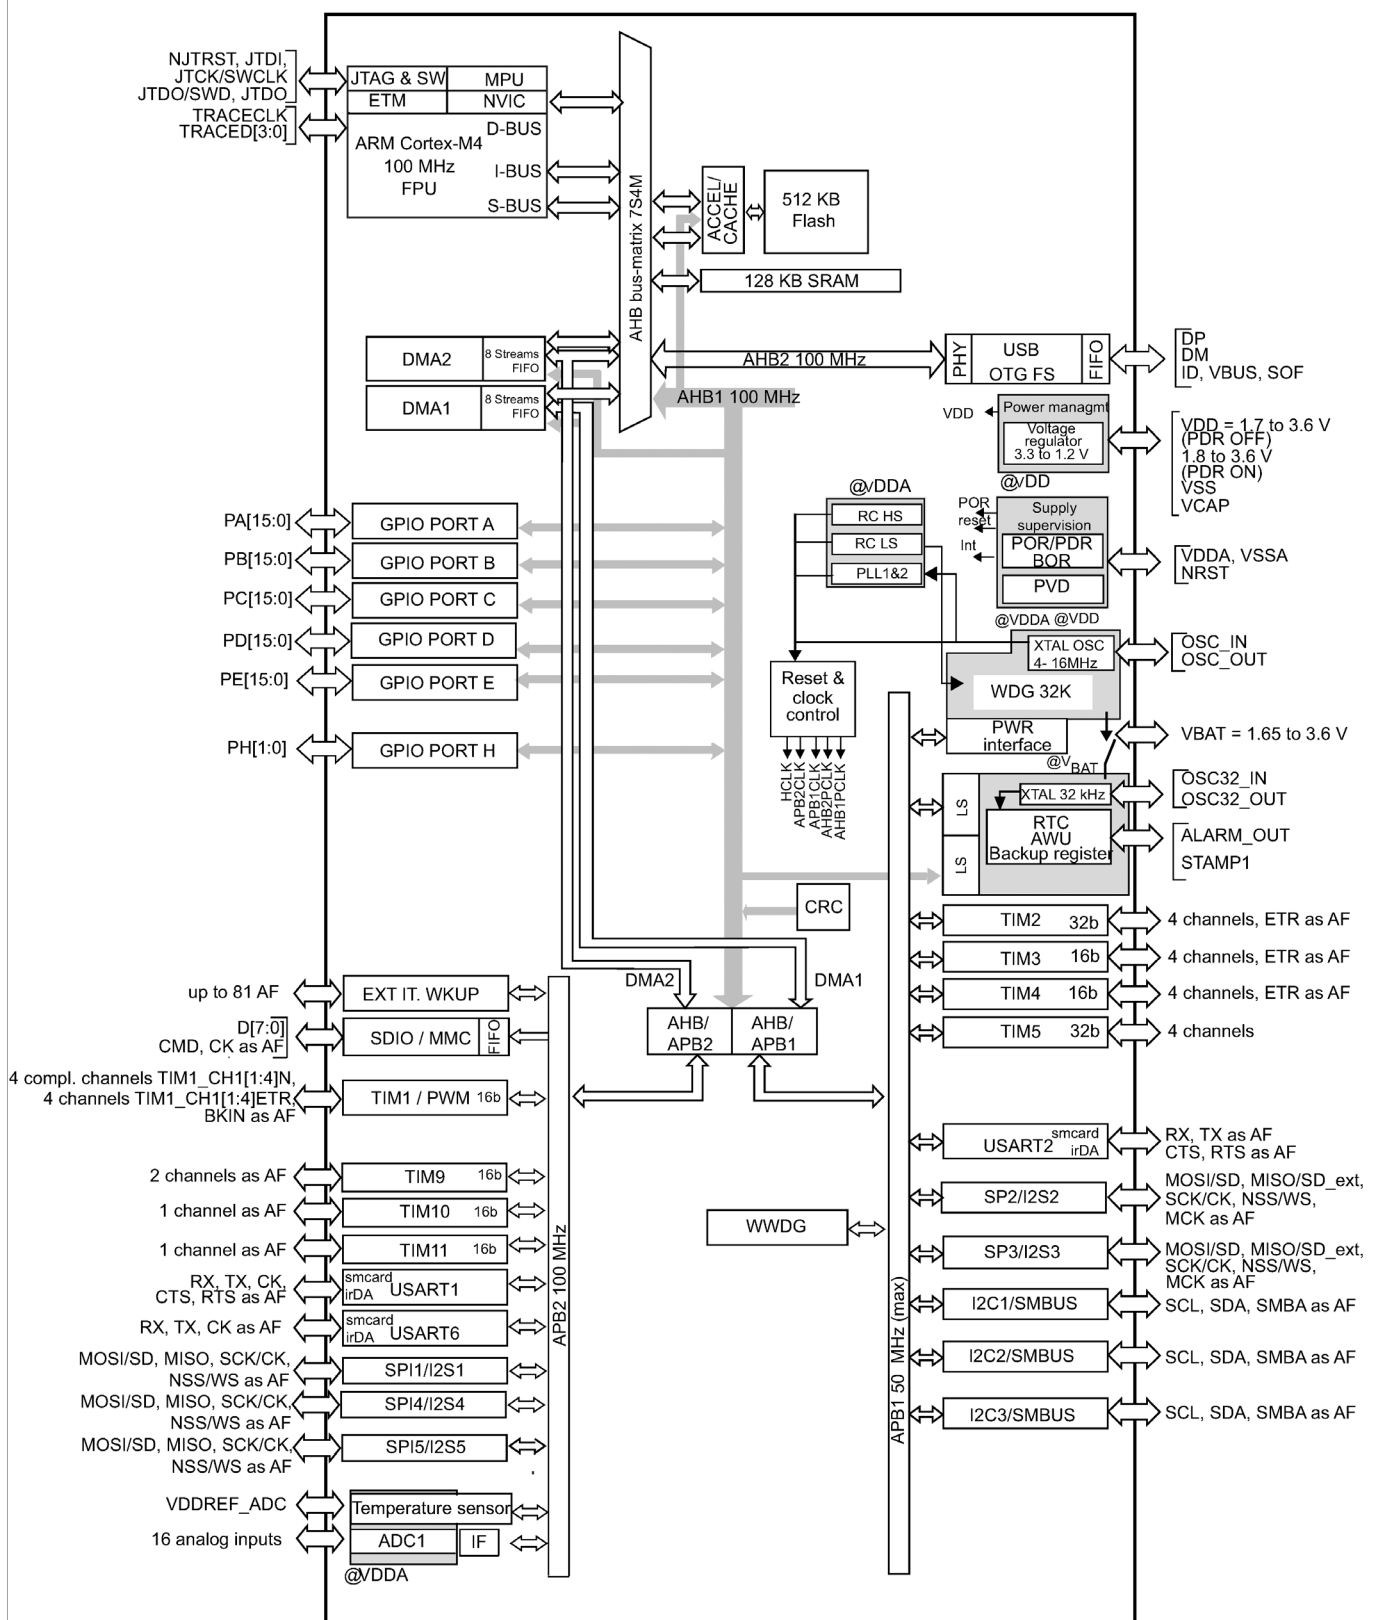 NJTRST, JTDI,
JTCK/SWCLK
JTDO/SWD, JTDO
TRACECLK
TRACED[3:0]
JTAG & SW
MPU
ETM
NVIC
D-BUS
ARM Cortex-M4
100 MHz
FPU
I-BUS
S-BUS
AHB bus-matrix 7S4M
ACCEL/
CACHE
512 KB
Flash
128 KB SRAM
DMA2
8 Streams
FIFO
DMA1
8 Streams
FIFO
AHB2 100 MHz
AHB1 100 MHz
PHY
USB
OTG FS
FIFO
DP
DM
ID, VBUS, SOF
VDD
Power managmt
Voltage
regulator
3.3 to 1.2 V
VDD = 1.7 to 3.6 V
(PDR OFF)
1.8 to 3.6 V
(PDR ON)
VSS
VCAP
@VDD
@VDDA
RC HS
RC LS
PLL1&2
POR
reset
Int
Supply
supervision
POR/PDR
BOR
PVD
VDDA, VSSA
NRST
@VDDA @VDD
XTAL OSC
4- 16MHz
OSC_IN
OSC_OUT
WDG 32K
PWR
interface
VBAT = 1.65 to 3.6 V
@VBAT
Reset &
clock
control
HCLK
APB2CLK
APB1CLK
AHB2PCLK
AHB1PCLK
LS
LS
XTAL 32 kHz
RTC
AWU
Backup register
OSC32_IN
OSC32_OUT
ALARM_OUT
STAMP1
PA[15:0]
GPIO PORT A
PB[15:0]
GPIO PORT B
PC[15:0]
GPIO PORT C
PD[15:0]
GPIO PORT D
PE[15:0]
GPIO PORT E
PH[1:0]
GPIO PORT H
CRC
DMA2
DMA1
AHB/
APB2
AHB/
APB1
TIM2 32b
4 channels, ETR as AF
TIM3 16b
4 channels, ETR as AF
TIM4 16b
4 channels, ETR as AF
TIM5 32b
4 channels
up to 81 AF
EXT IT. WKUP
D[7:0]
CMD, CK as AF
SDIO / MMC
FIFO
4 compl. channels TIM1_CH1[1:4]N,
4 channels TIM1_CH1[1:4]ETR,
BKIN as AF
TIM1 / PWM 16b
2 channels as AF
TIM9 16b
1 channel as AF
TIM10 16b
1 channel as AF
TIM11 16b
RX, TX, CK,
CTS, RTS as AF
smcard
irDA
USART1
RX, TX, CK as AF
smcard
irDA
USART6
MOSI/SD, MISO, SCK/CK,
NSS/WS as AF
SPI1/I2S1
MOSI/SD, MISO, SCK/CK,
NSS/WS as AF
SPI4/I2S4
MOSI/SD, MISO, SCK/CK,
NSS/WS as AF
SPI5/I2S5
VDDREF_ADC
Temperature sensor
16 analog inputs
ADC1
IF
@VDDA
APB2 100 MHz
WWDG
APB1 50 MHz (max)
USART2
smcard
irDA
RX, TX as AF
CTS, RTS as AF
SP2/I2S2
MOSI/SD, MISO/SD_ext,
SCK/CK, NSS/WS,
MCK as AF
SP3/I2S3
MOSI/SD, MISO/SD_ext,
SCK/CK, NSS/WS,
MCK as AF
I2C1/SMBUS
SCL, SDA, SMBA as AF
I2C2/SMBUS
SCL, SDA, SMBA as AF
I2C3/SMBUS
SCL, SDA, SMBA as AF